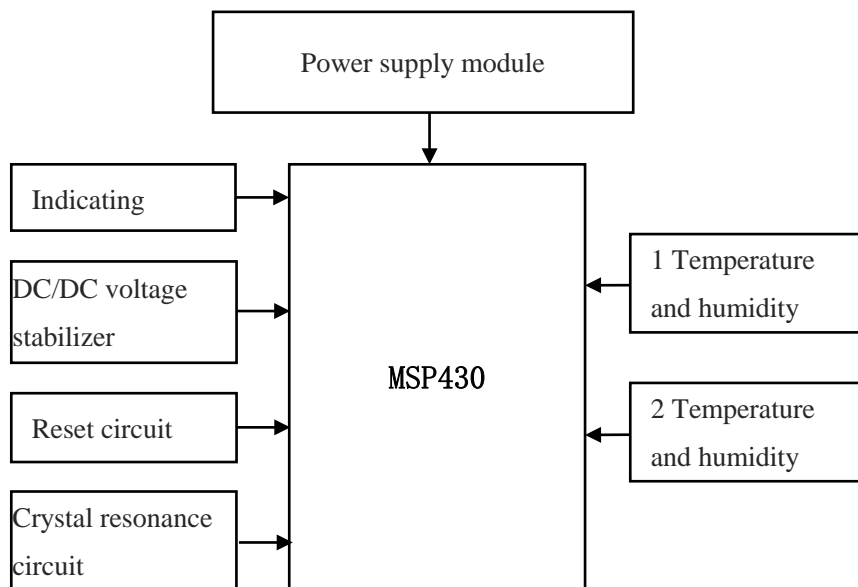 Power supply module
Indicating
DC/DC voltage
stabilizer
Reset circuit
Crystal resonance
circuit
MSP430
1 Temperature
and humidity
2 Temperature
and humidity